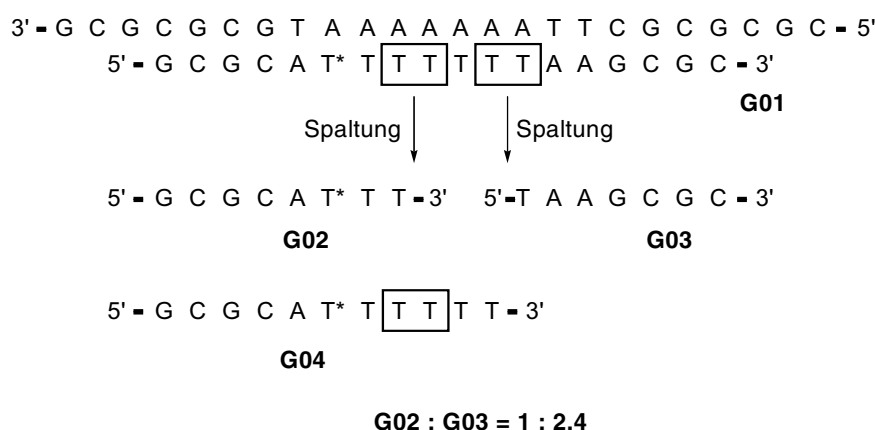 3'-G C G C G C G T A A A A A A A T T C G C G C G C-5'
5'-G C G C A T* T T T T T T A A G C G C-3'
G01
Spaltung Spaltung
5'-G C G C A T* T T-3' 5'-T A A G C G C-3'
G02 G03
5'-G C G C A T* T T T T T-3'
G04
G02 : G03 = 1 : 2.4